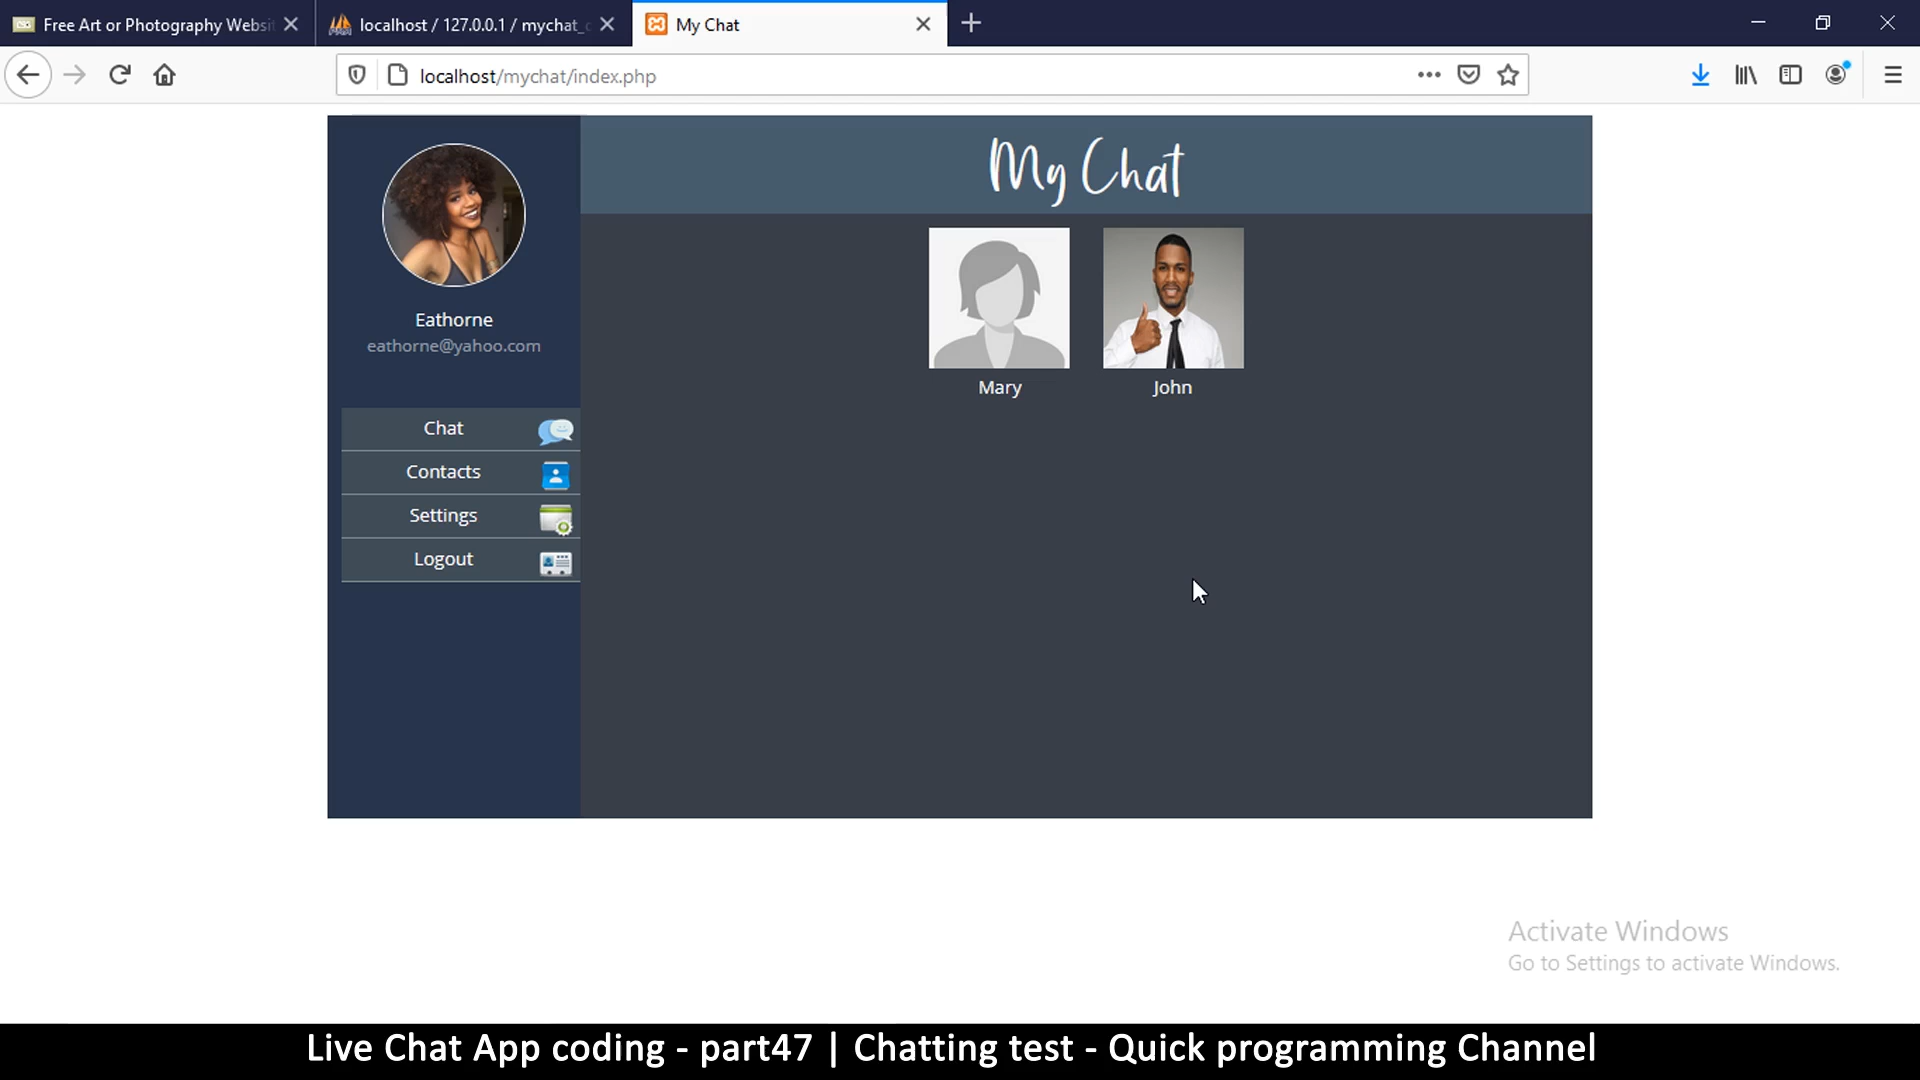 Free Art or Photography Websit
localhost / 127.0.0.1 / mychat_
My Chat
localhost/mychat/index.php
My Chat
Eathorne
eathorne@yahoo.com
Mary
John
Chat
Contacts
Settings
Logout
Activate Windows
Go to Settings to activate Windows.
Live Chat App coding - part47 | Chatting test - Quick programming Channel